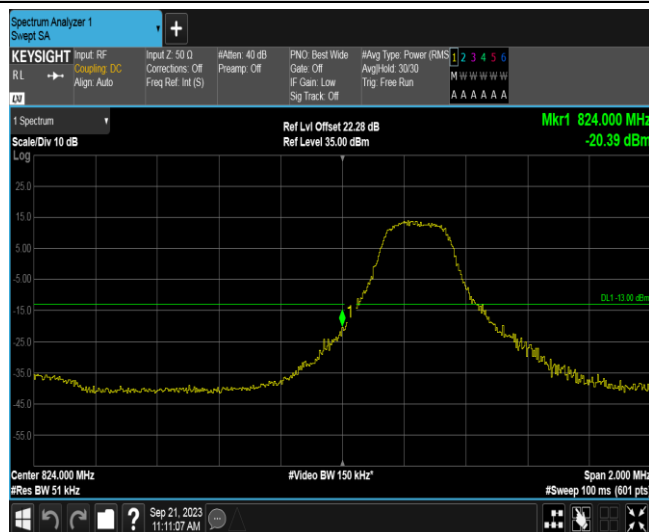 Spectrum Analyzer 1
Swept SA
+
KEYSIGHT
RL
LXI
Input: RF
Coupling: DC
Align: Auto
Input Z: 50 Ω
Corrections: Off
Freq Ref: Int (S)
#Atten: 40 dB
Preamp: Off
PNO: Best Wide
Gate: Off
IF Gain: Low
Sig Track: Off
#Avg Type: Power (RMS
Avg|Hold: 30/30
Trig: Free Run
1 2 3 4 5 6
M W W W W W
A A A A A A
1 Spectrum
Scale/Div 10 dB
Log
Ref Lvl Offset 22.28 dB
Ref Level 35.00 dBm
Mkr1 824.000 MHz
-20.39 dBm
25.0
15.0
5.00
-5.00
DL1 -13.00 dBm
-15.0
1
-25.0
-35.0
-45.0
-55.0
Center 824.000 MHz
#Res BW 51 kHz
#Video BW 150 kHz*
Span 2.000 MHz
#Sweep 100 ms (601 pts)
?
Sep 21, 2023
11:11:07 AM